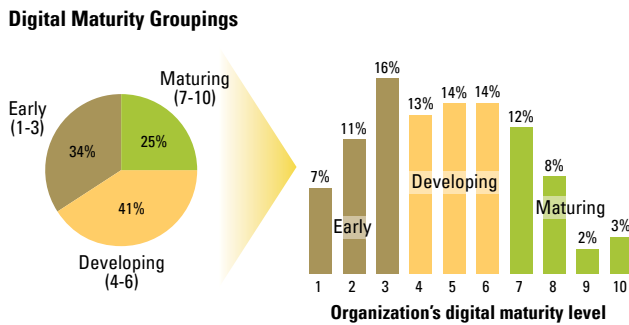 Digital Maturity Groupings
Early
(1-3)
34%
Maturing
(7-10)
25%
41%
Developing
(4-6)
7%
11%
16%
13%
14%
14%
12%
8%
2%
3%
Early
Developing
Maturing
1 2 3 4 5 6 7 8 9 10
Organization's digital maturity level